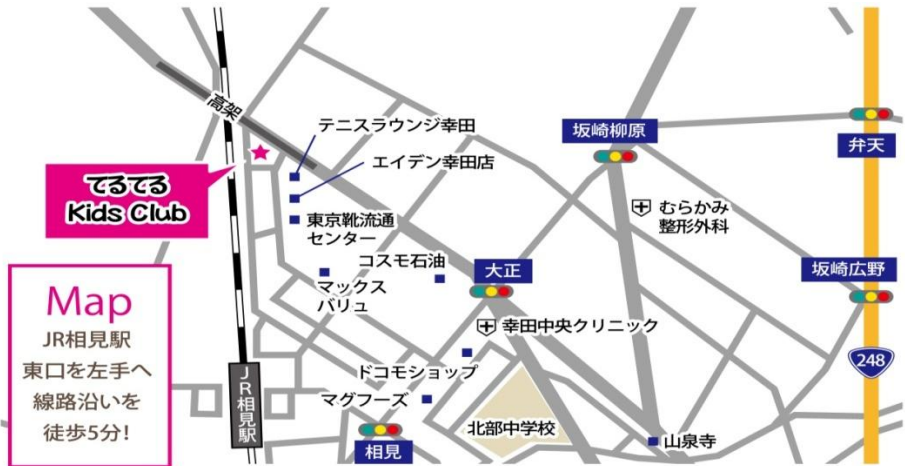 高架
テニスラウンジ幸田
エイデン幸田店
東京靴流通
センター
コスモ石油
マックス
バリュ
てるてる
Kids Club
坂崎柳原
弁天
むらかみ
整形外科
大正
坂崎広野
幸田中央クリニック
248
ドコモショップ
マグフーズ
JR相見駅
相見
北部中学校
山泉寺
Map
JR相見駅
東口を左手へ
線路沿いを
徒歩5分!